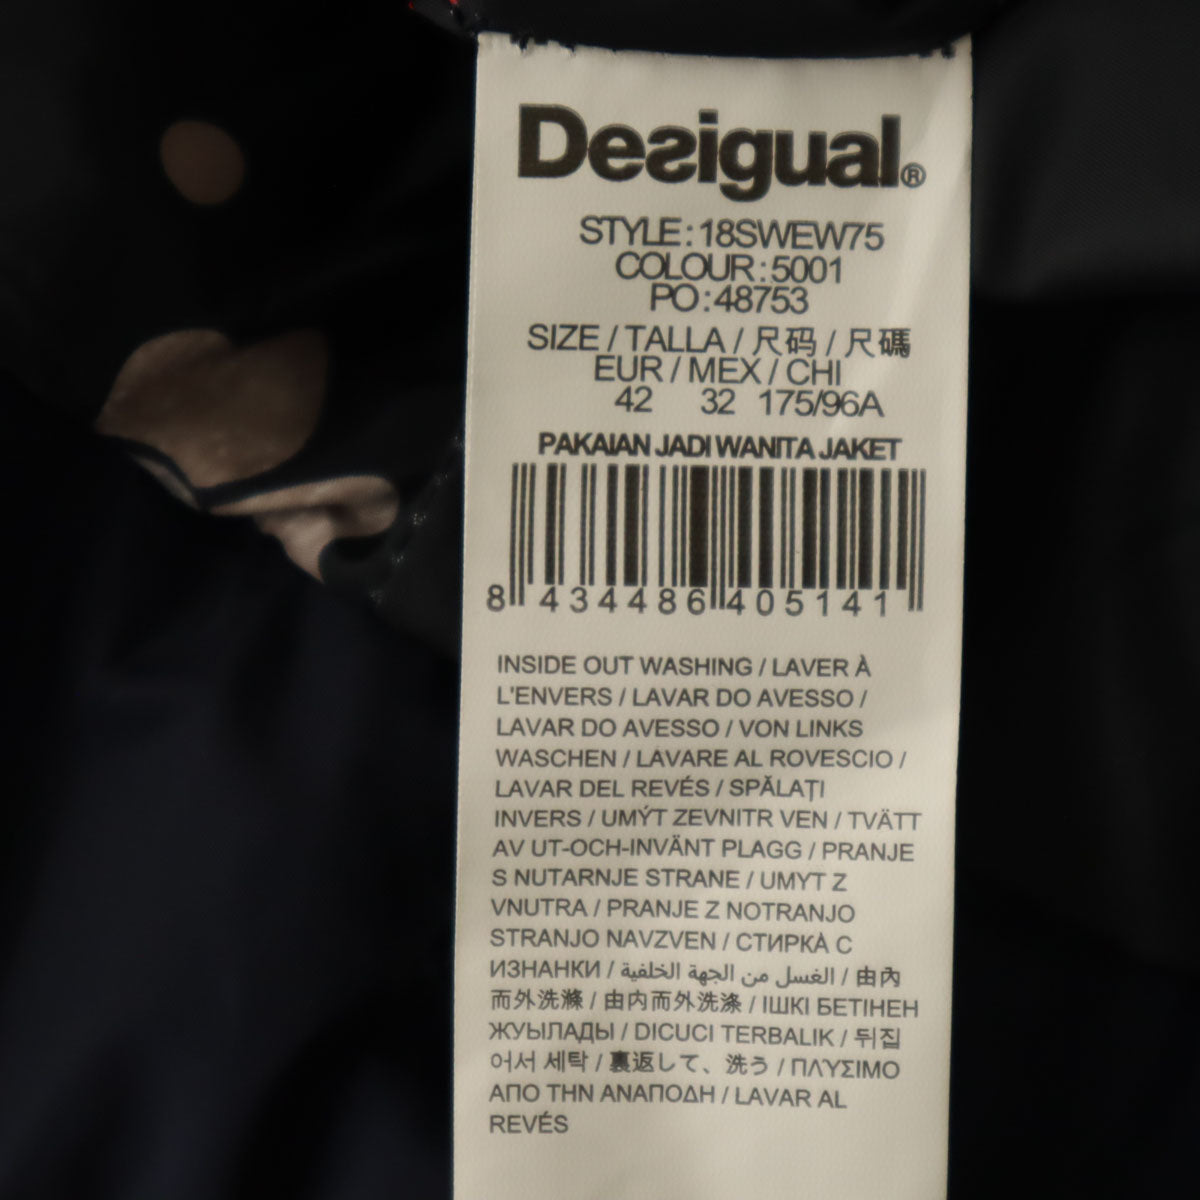 Desigual®
STYLE: 18SWEW75
COLOUR: 5001
PO: 48753
SIZE / TALLA / 尺码 / 尺碼
EUR / MEX / CHI
42 32 175/96A
PAKAIAN JADI WANITA JAKET
8 434486 405141
INSIDE OUT WASHING / LAVER À
L'ENVERS / LAVAR DO AVESSO /
LAVAR DO AVESSO / VON LINKS
WASCHEN / LAVARE AL ROVESCIO /
LAVAR DEL REVÉS / SPĂLAȚI
INVERS / UMÝT ZEVNITR VEN / TVÄTT
AV UT-OCH-INVÄNT PLAGG / PRANJE
S NUTARNJE STRANE / UMYT Z
VNUTRA / PRANJE Z NOTRANJO
STRANJO NAVZVEN / СТИРКÀ С
ИЗНАНКИ / الغسل من الجهة الخلفية / 由內
而外洗滌 / 由内而外洗涤 / ІШКІ БЕТІНЕН
ЖУЫЛАДЫ / DICUCI TERBALIK / 뒤집
어서 세탁 / 裏返して、洗う / ΠΛΎΣΙΜΟ
ΑΠΟ ΤΗΝ ΑΝΑΠΟΔΗ / LAVAR AL
REVÉS